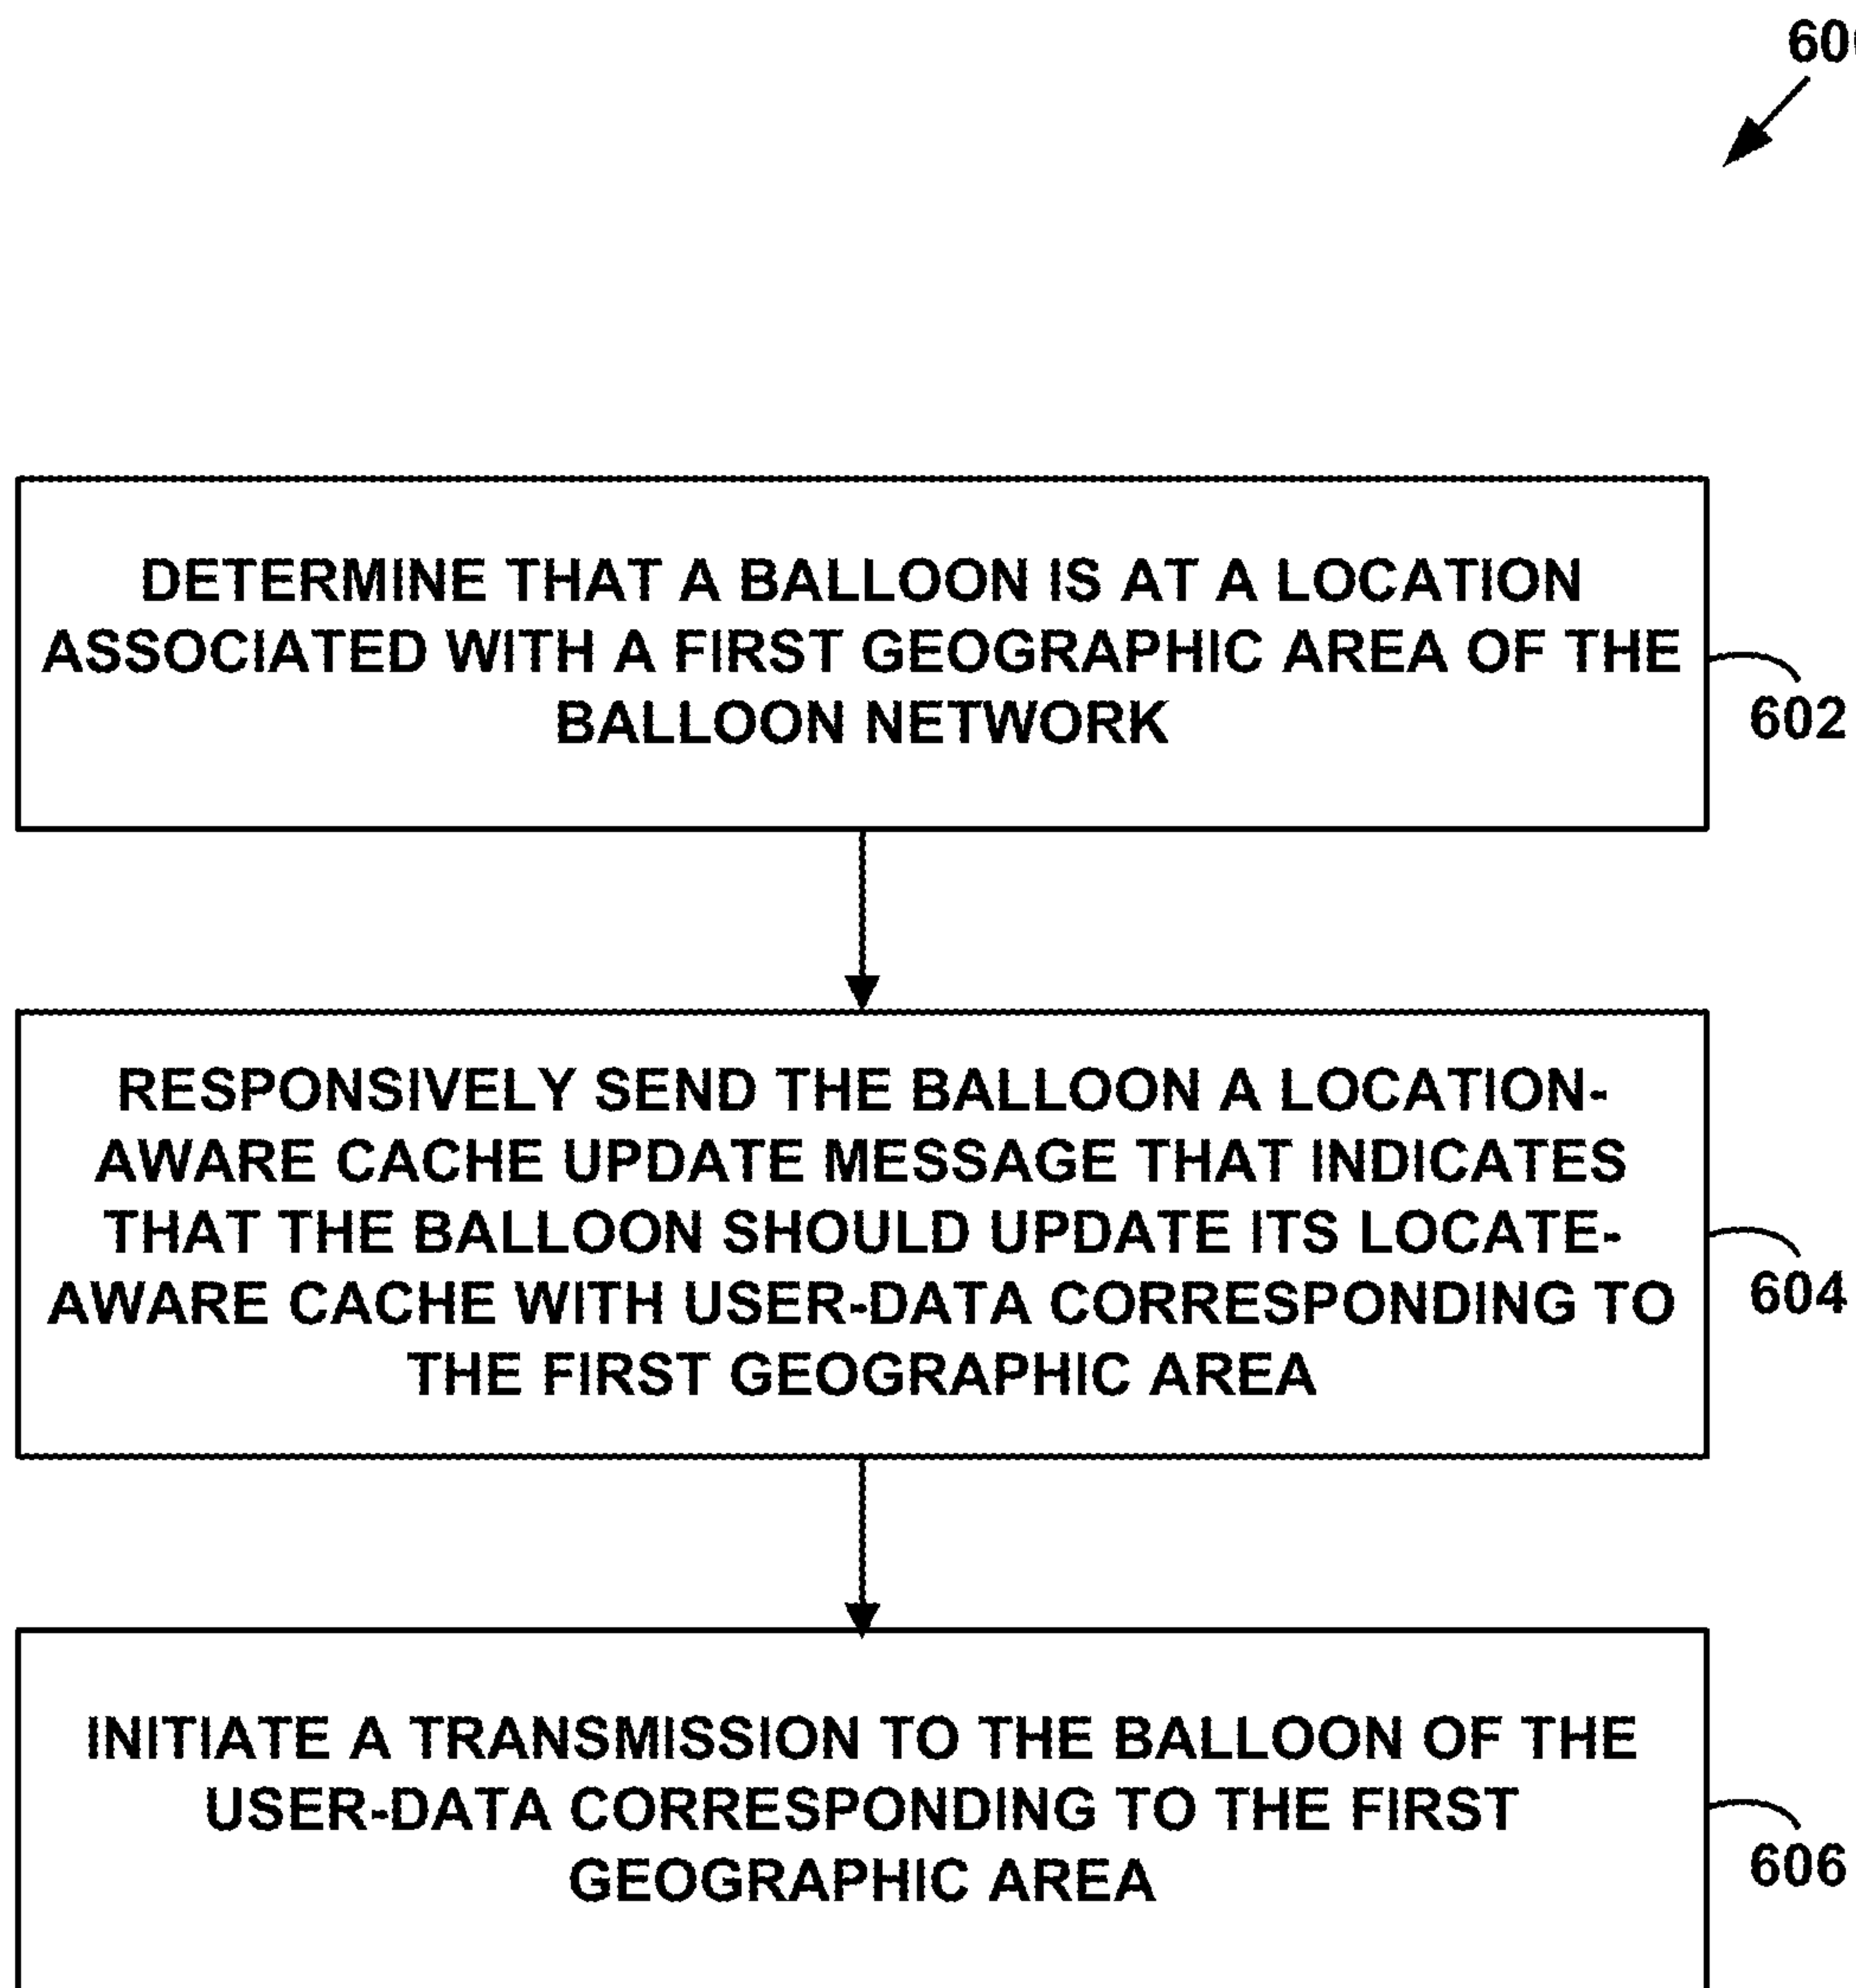 DETERMINE THAT A BALLOON IS AT A LOCATION
ASSOCIATED WITH A FIRST GEOGRAPHIC AREA OF THE
BALLOON NETWORK
602
RESPONSIVELY SEND THE BALLOON A LOCATION-
AWARE CACHE UPDATE MESSAGE THAT INDICATES
THAT THE BALLOON SHOULD UPDATE ITS LOCATE-
AWARE CACHE WITH USER-DATA CORRESPONDING TO
THE FIRST GEOGRAPHIC AREA
604
INITIATE A TRANSMISSION TO THE BALLOON OF THE
USER-DATA CORRESPONDING TO THE FIRST
GEOGRAPHIC AREA
606